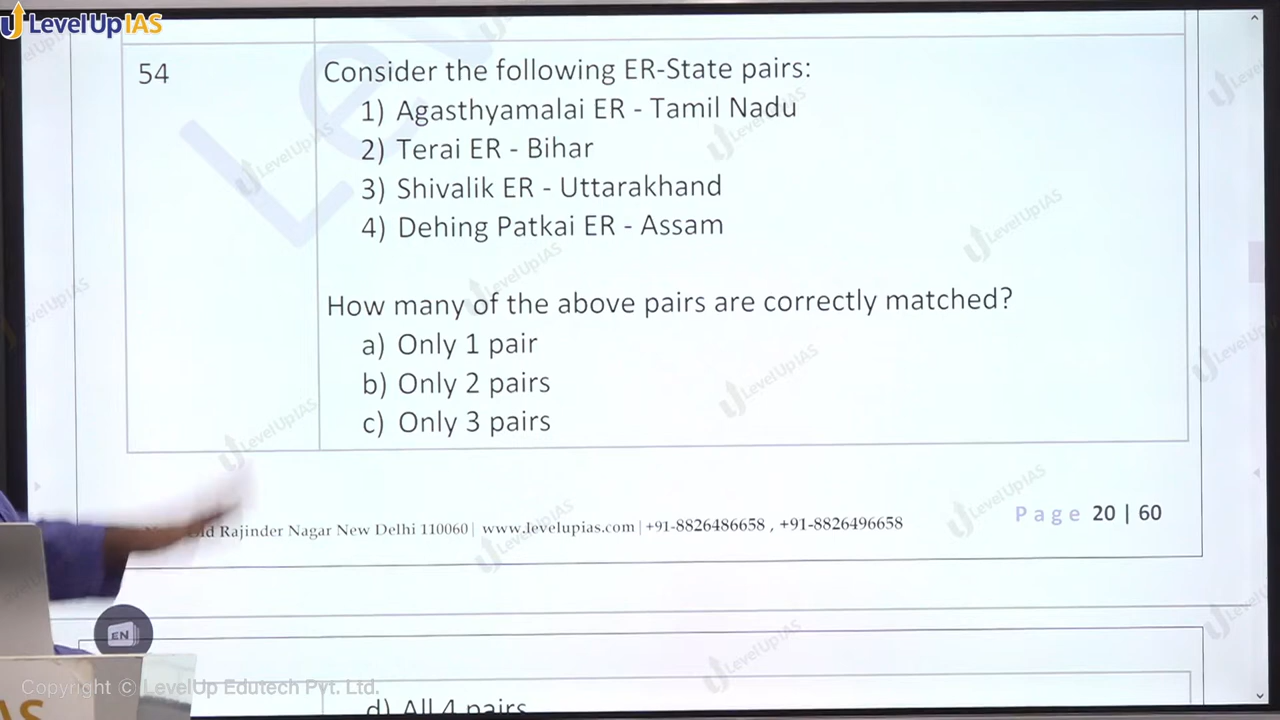 LevelUp IAS
54
Consider the following ER-State pairs:
1) Agasthyamalai ER - Tamil Nadu
2) Terai ER - Bihar
3) Shivalik ER - Uttarakhand
4) Dehing Patkai ER - Assam
How many of the above pairs are correctly matched?
a) Only 1 pair
b) Only 2 pairs
c) Only 3 pairs
Rajinder Nagar New Delhi 110060| www.levelupias.com | +91-8826486658 , +91-8826496658
Page 20 | 60
EN
Copyright © LevelUp Edutech Pvt. Ltd.
d) All 4 pairs